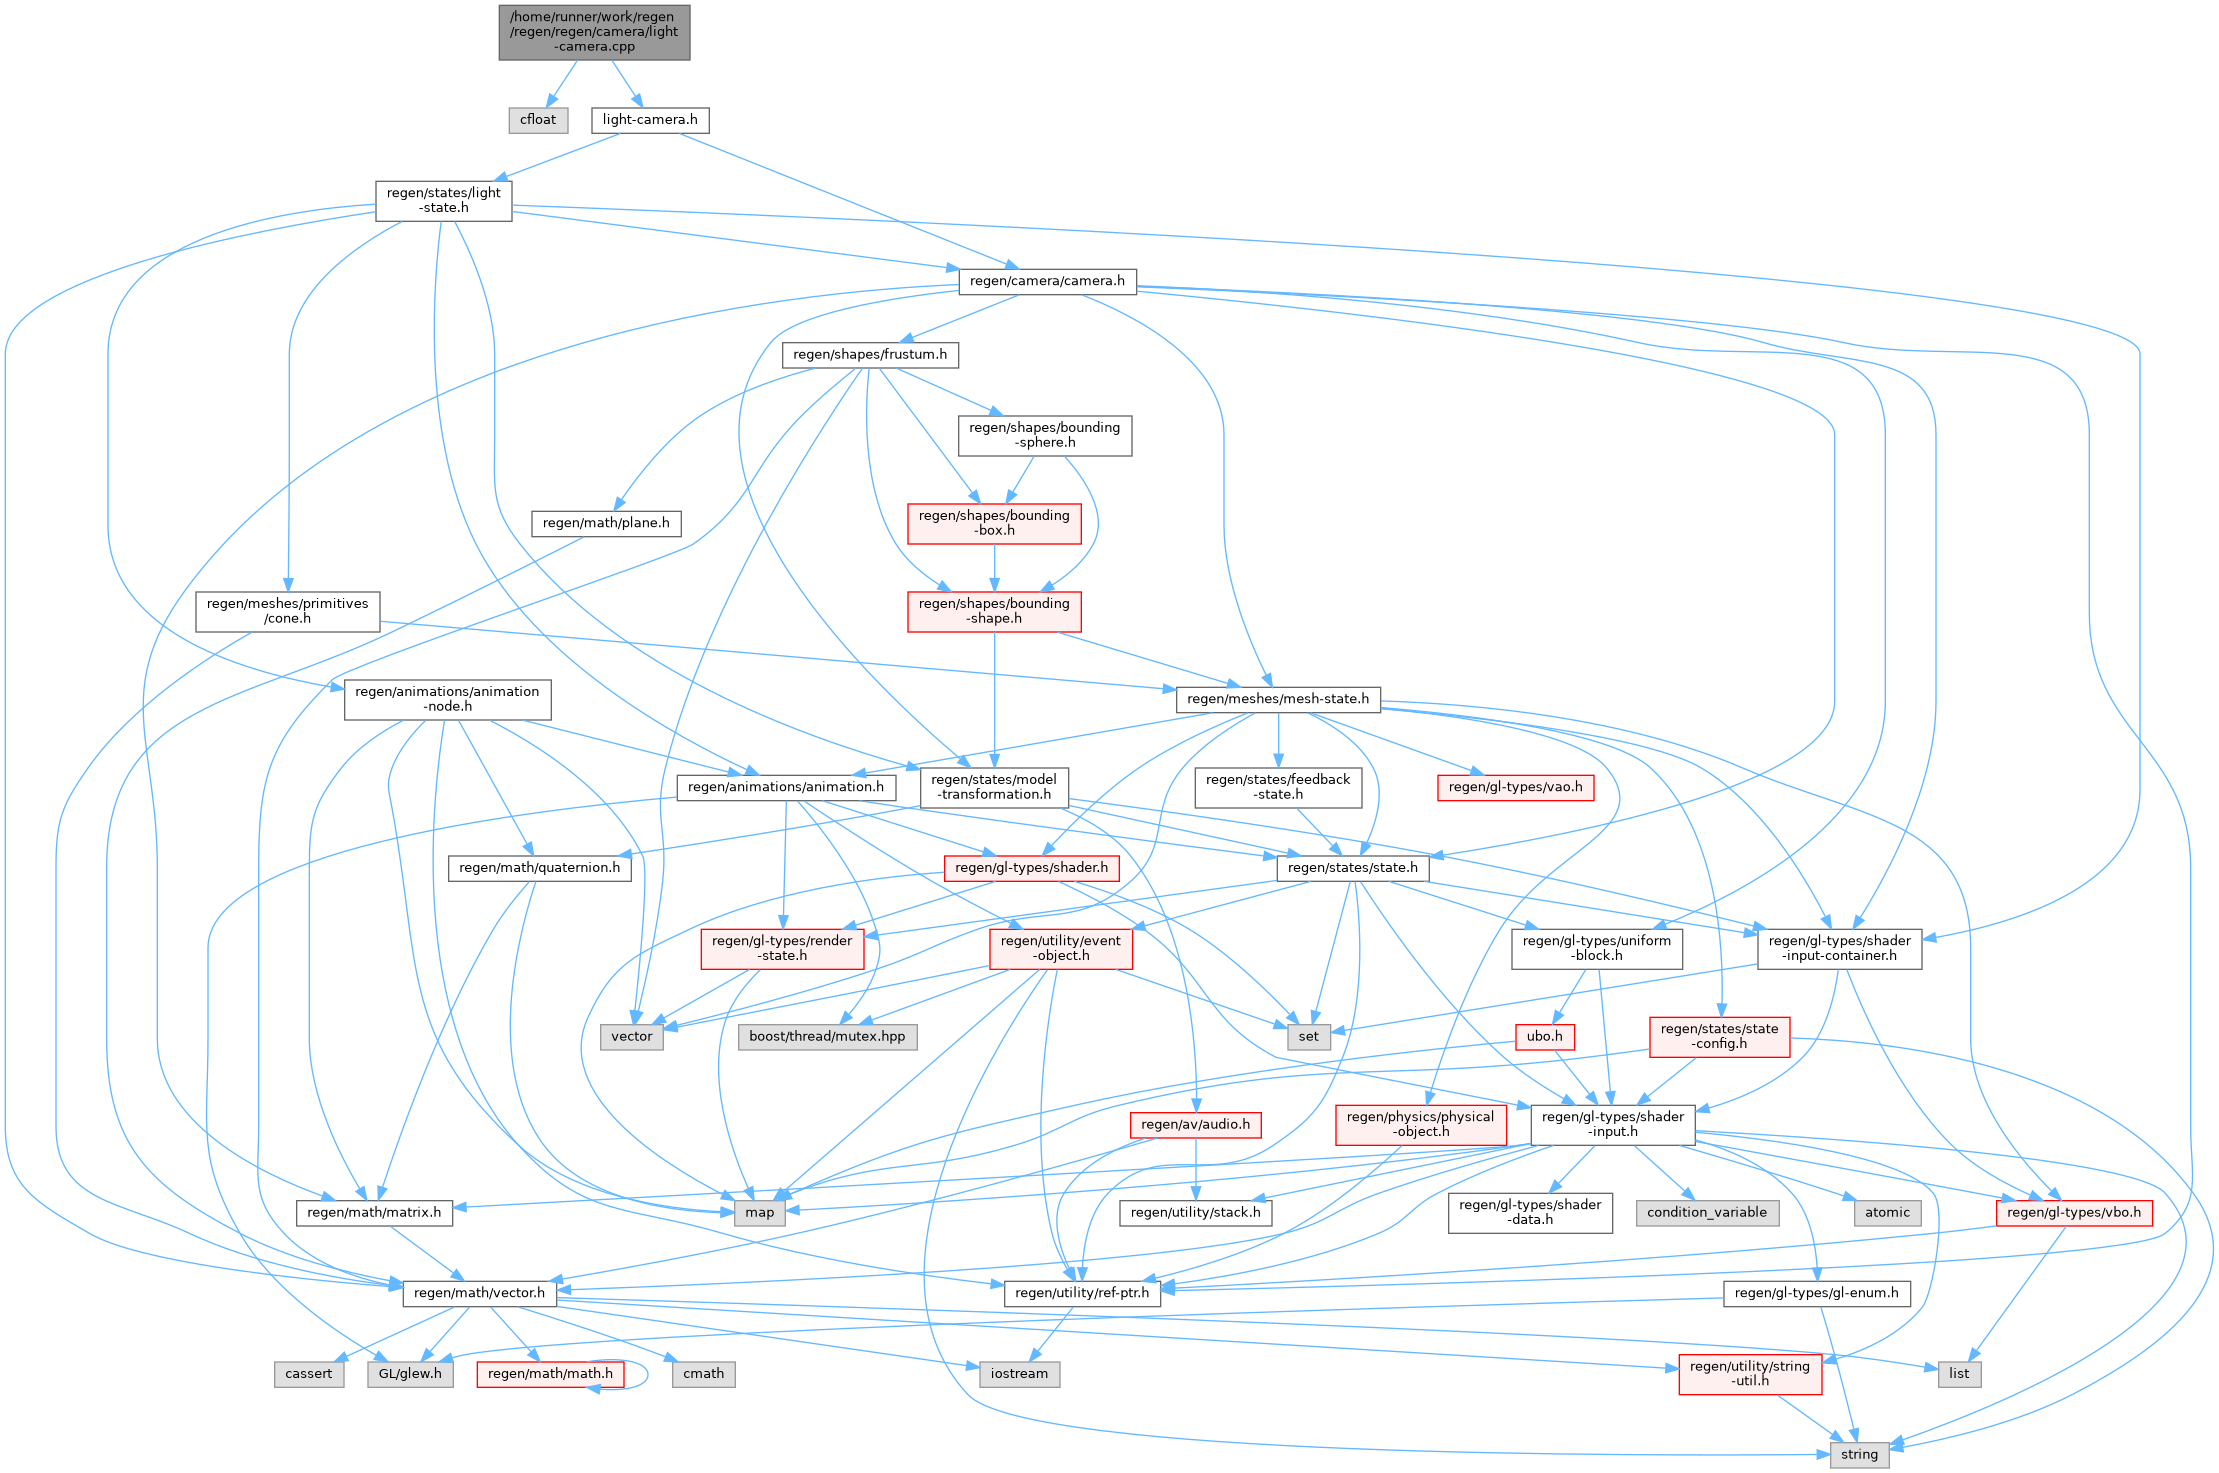 /home/runner/work/regen
/regen/regen/camera/light
-camera.cpp
cfloat
light-camera.h
regen/states/light
-state.h
regen/camera/camera.h
regen/shapes/frustum.h
regen/shapes/bounding
-sphere.h
regen/shapes/bounding
-box.h
regen/math/plane.h
regen/meshes/primitives
/cone.h
regen/shapes/bounding
-shape.h
regen/animations/animation
-node.h
regen/meshes/mesh-state.h
regen/animations/animation.h
regen/states/model
-transformation.h
regen/states/feedback
-state.h
regen/gl-types/vao.h
regen/math/quaternion.h
regen/gl-types/shader.h
regen/states/state.h
regen/gl-types/render
-state.h
regen/utility/event
-object.h
regen/gl-types/uniform
-block.h
regen/gl-types/shader
-input-container.h
vector
boost/thread/mutex.hpp
set
ubo.h
regen/states/state
-config.h
regen/av/audio.h
regen/physics/physical
-object.h
regen/gl-types/shader
-input.h
regen/math/matrix.h
map
regen/utility/stack.h
regen/gl-types/shader
-data.h
condition_variable
atomic
regen/gl-types/vbo.h
regen/math/vector.h
regen/utility/ref-ptr.h
regen/gl-types/gl-enum.h
cassert
GL/glew.h
regen/math/math.h
cmath
iostream
regen/utility/string
-util.h
list
string